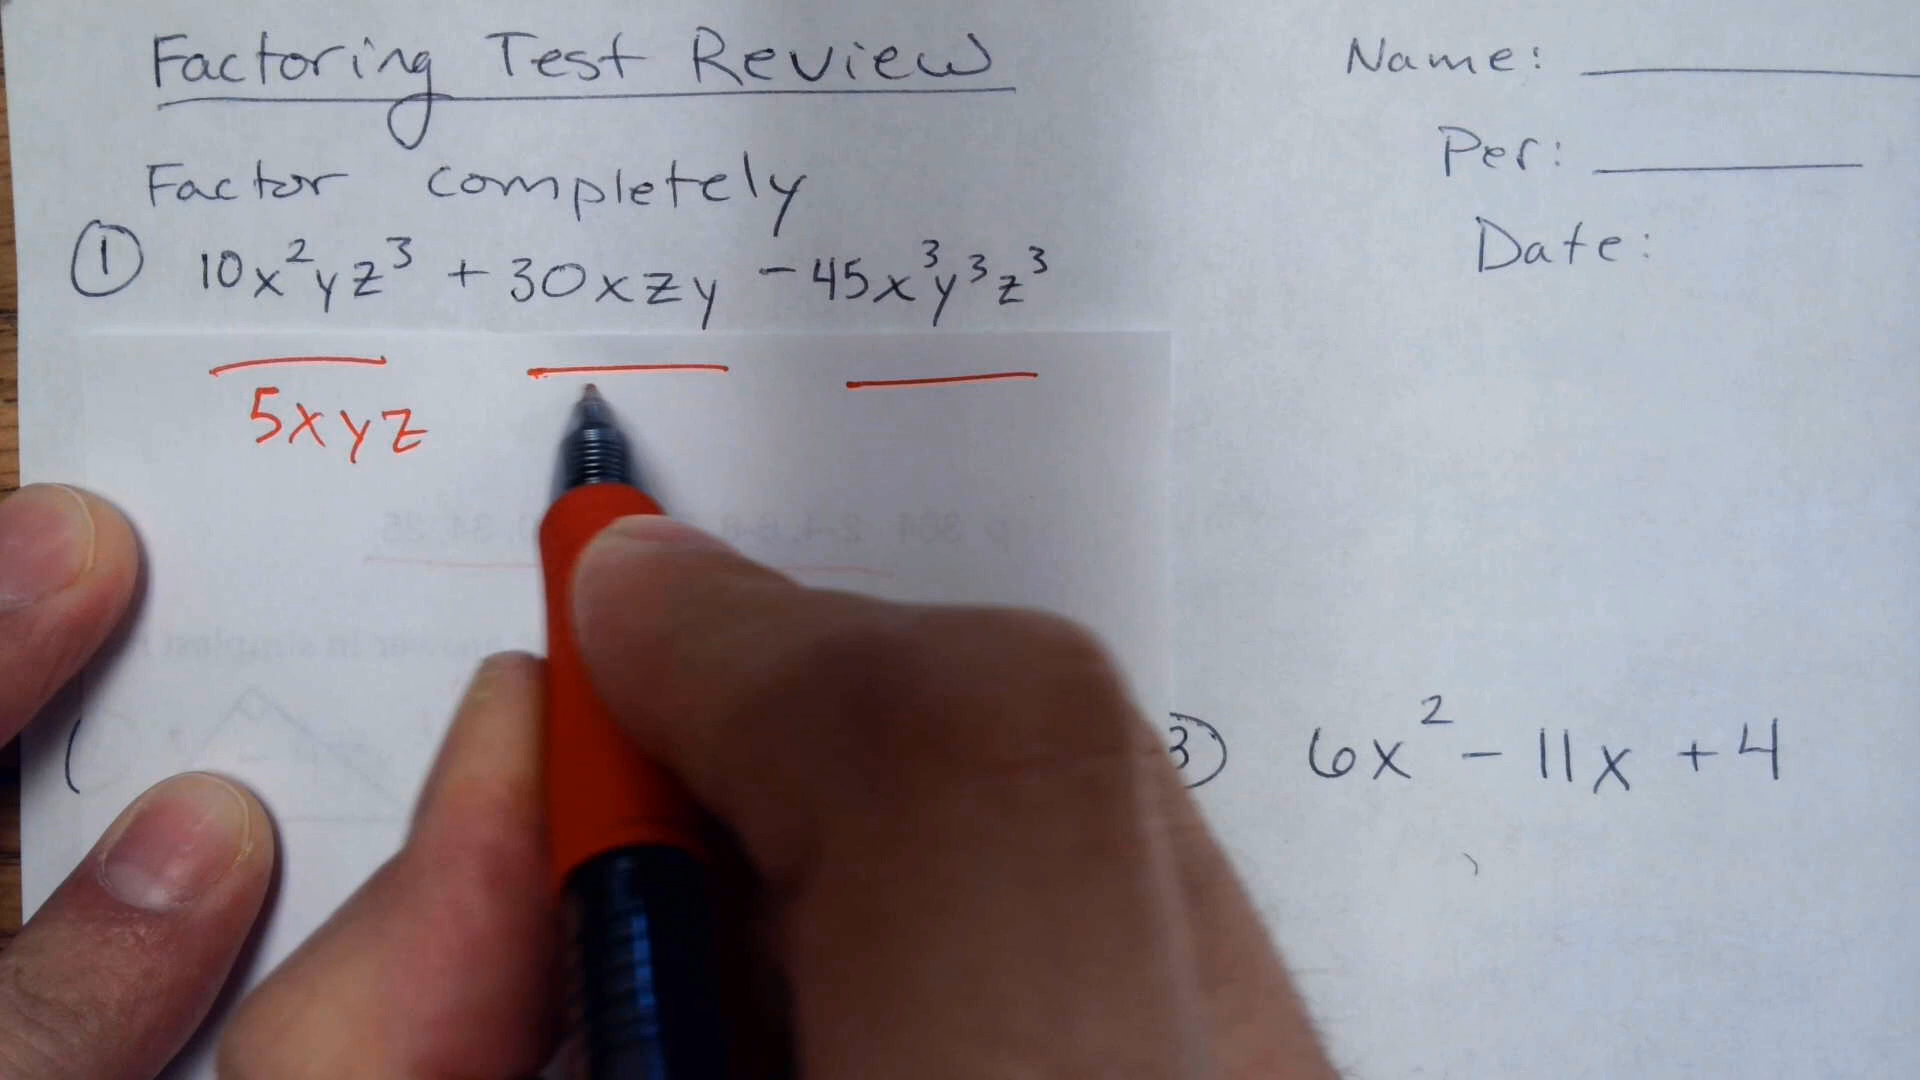 Factoring Test Review
Name:
Per:
Date:
Factor completely
① 10x²yz³ + 30xzy - 45x³y³z³
5xyz
3) 6x² - 11x + 4